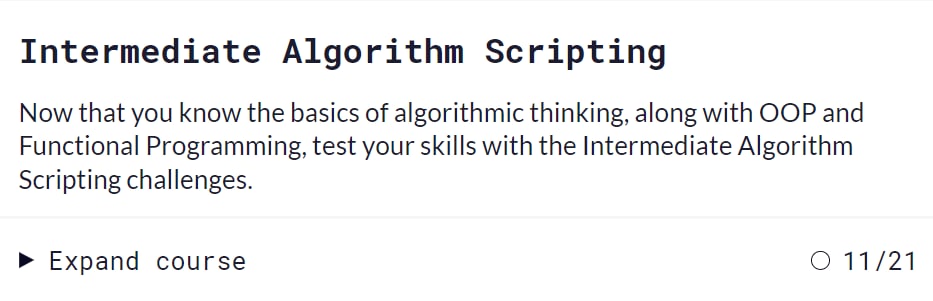 Intermediate Algorithm Scripting
Now that you know the basics of algorithmic thinking, along with OOP and
Functional Programming, test your skills with the Intermediate Algorithm
Scripting challenges.
Expand course
11/21